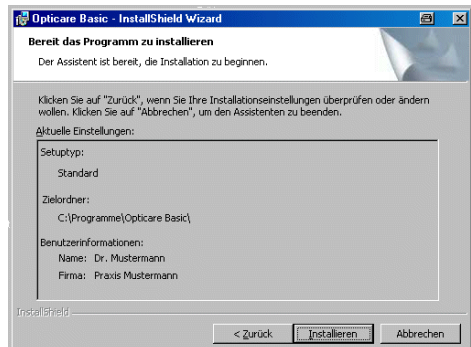 Opticare Basic - InstallShield Wizard
Bereit das Programm zu installieren
Der Assistent ist bereit, die Installation zu beginnen.
Klicken Sie auf "Zurück", wenn Sie Ihre Installationseinstellungen überprüfen oder ändern
wollen. Klicken Sie auf "Abbrechen", um den Assistenten zu beenden.
Aktuelle Einstellungen:
Setuptyp:
Standard
Zielordner:
C:\Programme\Opticare Basic\
Benutzerinformationen:
Name: Dr. Mustermann
Firma: Praxis Mustermann
InstallShield
< Zurück Installieren Abbrechen